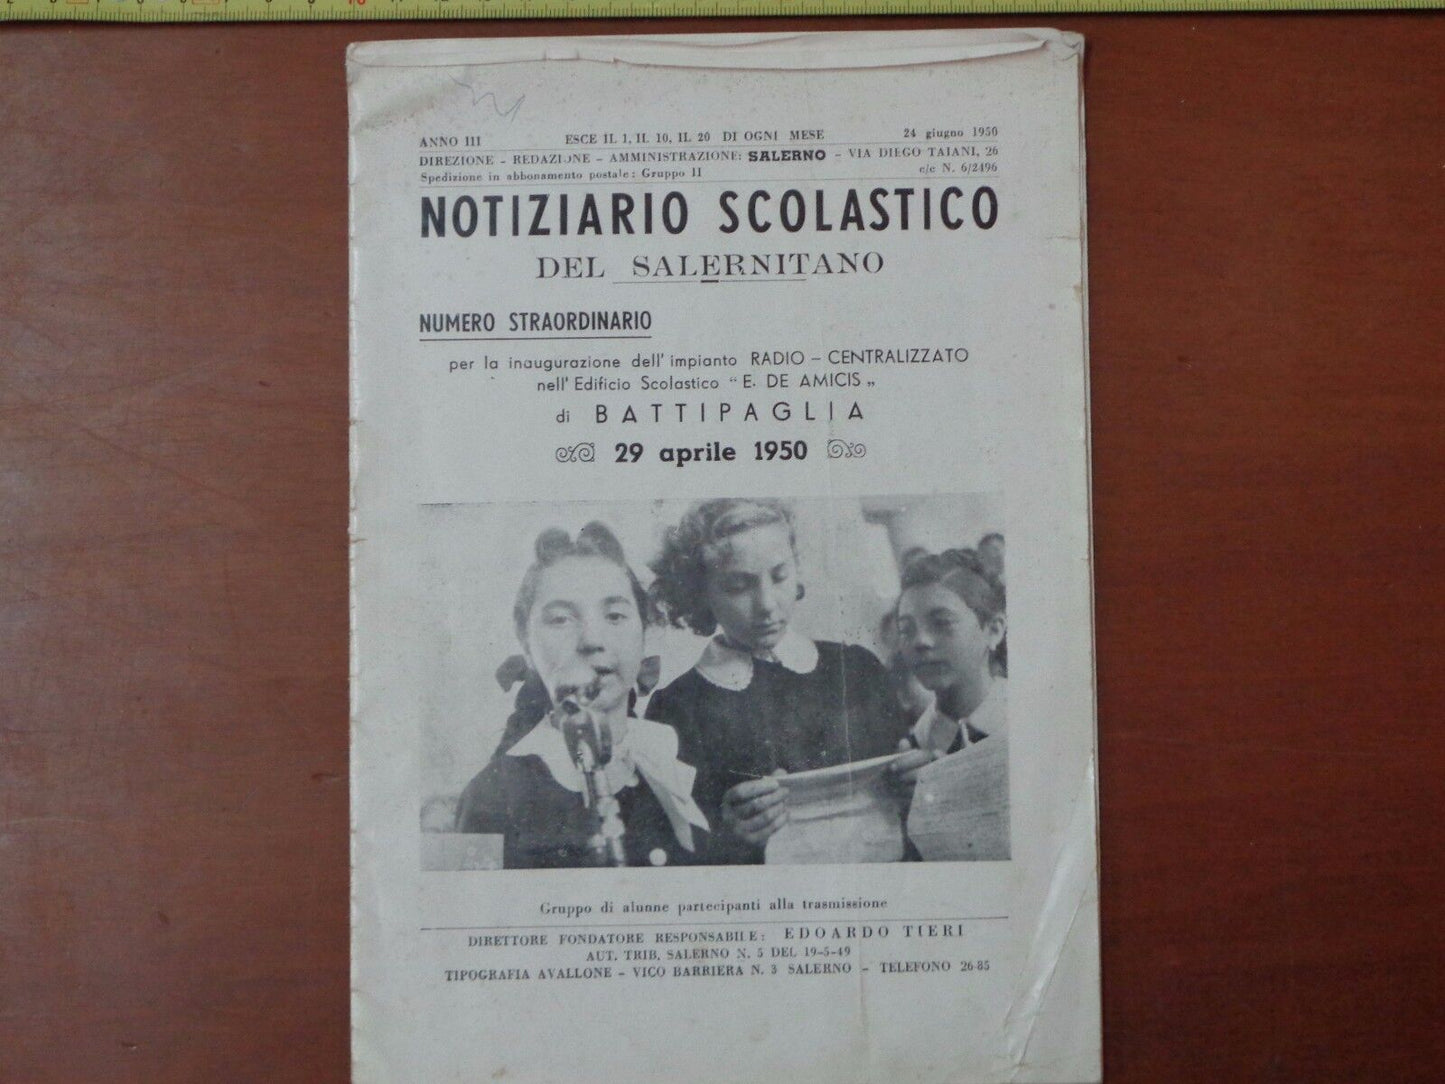 ANNO III ESCE IL 1, IL 10, IL 20 DI OGNI MESE 24 giugno 1950
DIREZIONE - REDAZIONE - AMMINISTRAZIONE: SALERNO - VIA DIEGO TAIANI, 26
Spedizione in abbonamento postale: Gruppo II c/c N. 6/2496
NOTIZIARIO SCOLASTICO
DEL SALERNITANO
NUMERO STRAORDINARIO
per la inaugurazione dell' impianto RADIO - CENTRALIZZATO
nell' Edificio Scolastico “ E. DE AMICIS „
di BATTIPAGLIA
29 aprile 1950
Gruppo di alunne partecipanti alla trasmissione
DIRETTORE FONDATORE RESPONSABILE: EDOARDO TIERI
AUT. TRIB. SALERNO N. 5 DEL 19-5-49
TIPOGRAFIA AVALLONE - VICO BARRIERA N. 3 SALERNO - TELEFONO 26-85